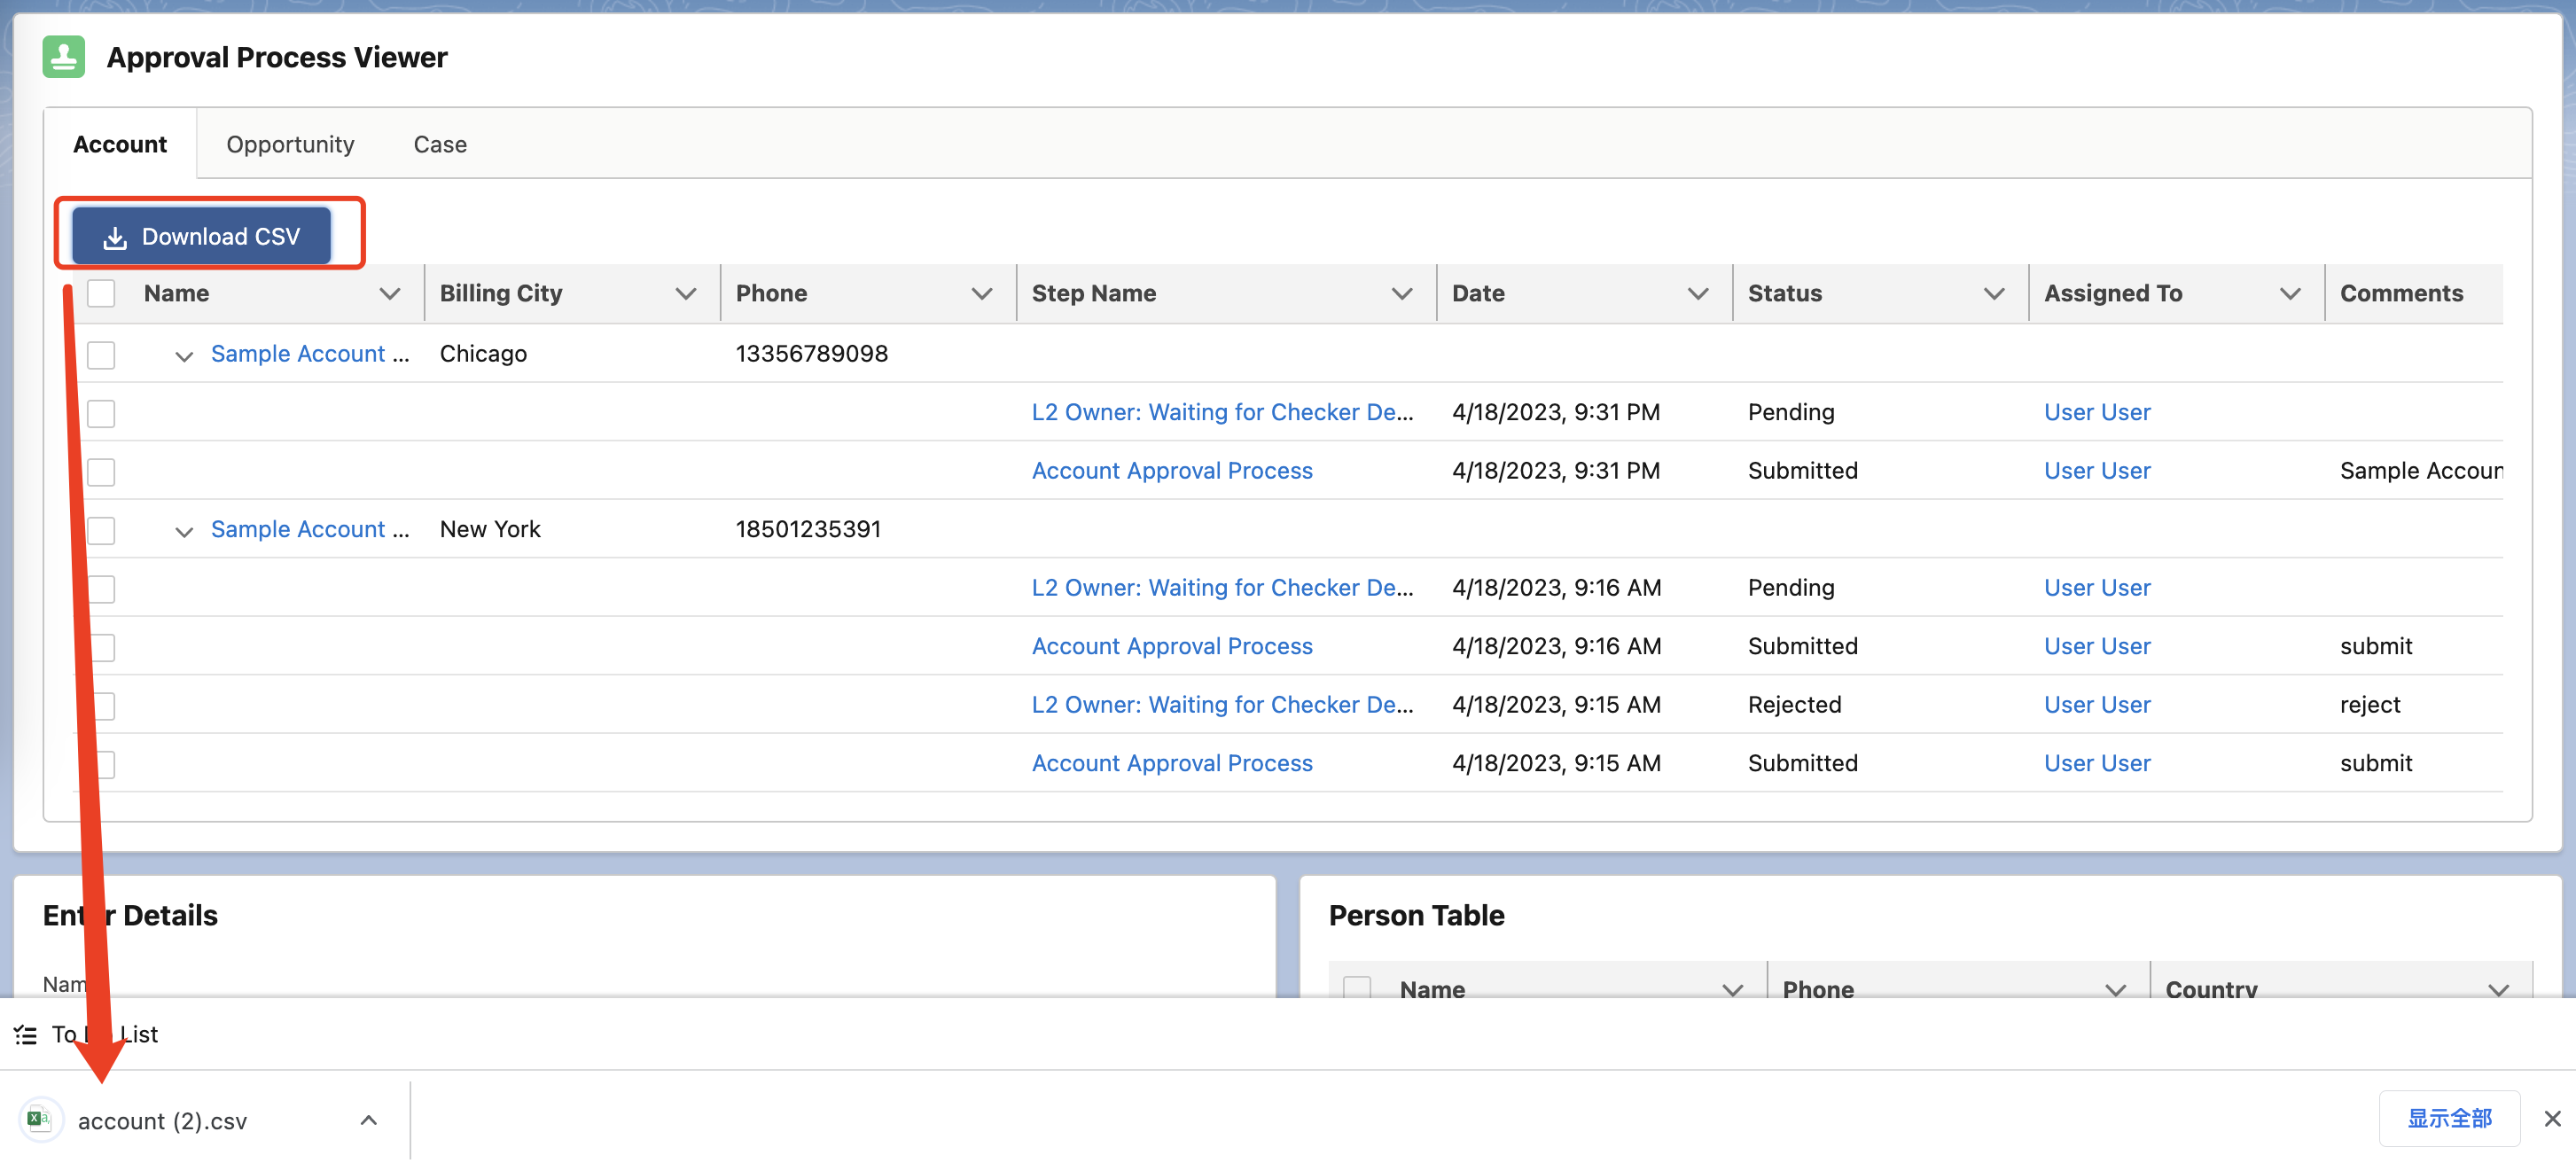 Approval Process Viewer
Account Opportunity Case
Download CSV
Name Billing City Phone Step Name Date Status Assigned To Comments
Sample Account ... Chicago 13356789098
L2 Owner: Waiting for Checker De... 4/18/2023, 9:31 PM Pending User User
Account Approval Process 4/18/2023, 9:31 PM Submitted User User Sample Accoun
Sample Account ... New York 18501235391
L2 Owner: Waiting for Checker De... 4/18/2023, 9:16 AM Pending User User
Account Approval Process 4/18/2023, 9:16 AM Submitted User User submit
L2 Owner: Waiting for Checker De... 4/18/2023, 9:15 AM Rejected User User reject
Account Approval Process 4/18/2023, 9:15 AM Submitted User User submit
Enter Details Person Table
Nam
Name Phone Country
To Do List
account (2).csv 显示全部